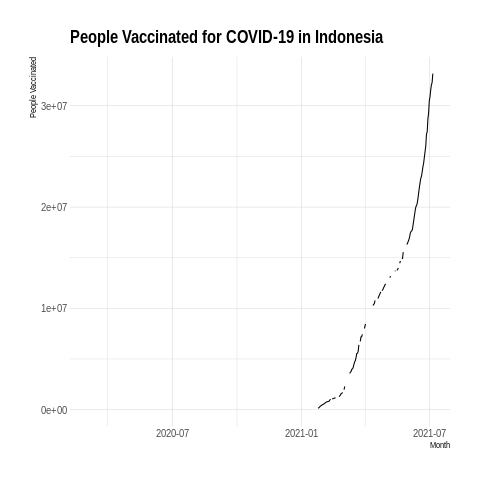 People Vaccinated for COVID-19 in Indonesia
People Vaccinated
3e+07
2e+07
1e+07
0e+00
2020-07
2021-01
2021-07
Month